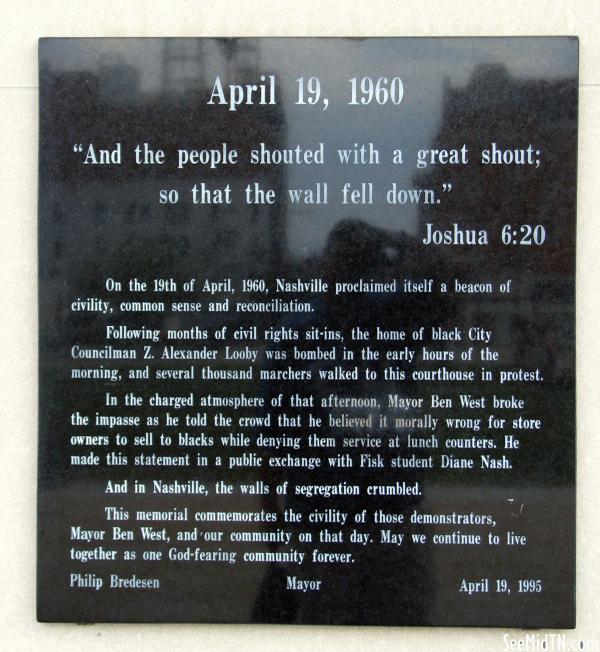 April 19, 1960
“And the people shouted with a great shout;
so that the wall fell down.”
Joshua 6:20
On the 19th of April, 1960, Nashville proclaimed itself a beacon of
civility, common sense and reconciliation.
Following months of civil rights sit-ins, the home of black City
Councilman Z. Alexander Looby was bombed in the early hours of the
morning, and several thousand marchers walked to this courthouse in protest.
In the charged atmosphere of that afternoon, Mayor Ben West broke
the impasse as he told the crowd that he believed it morally wrong for store
owners to sell to blacks while denying them service at lunch counters. He
made this statement in a public exchange with Fisk student Diane Nash.
And in Nashville, the walls of segregation crumbled.
This memorial commemorates the civility of those demonstrators,
Mayor Ben West, and our community on that day. May we continue to live
together as one God-fearing community forever.
Philip Bredesen Mayor April 19, 1995
SeeMidTN.com